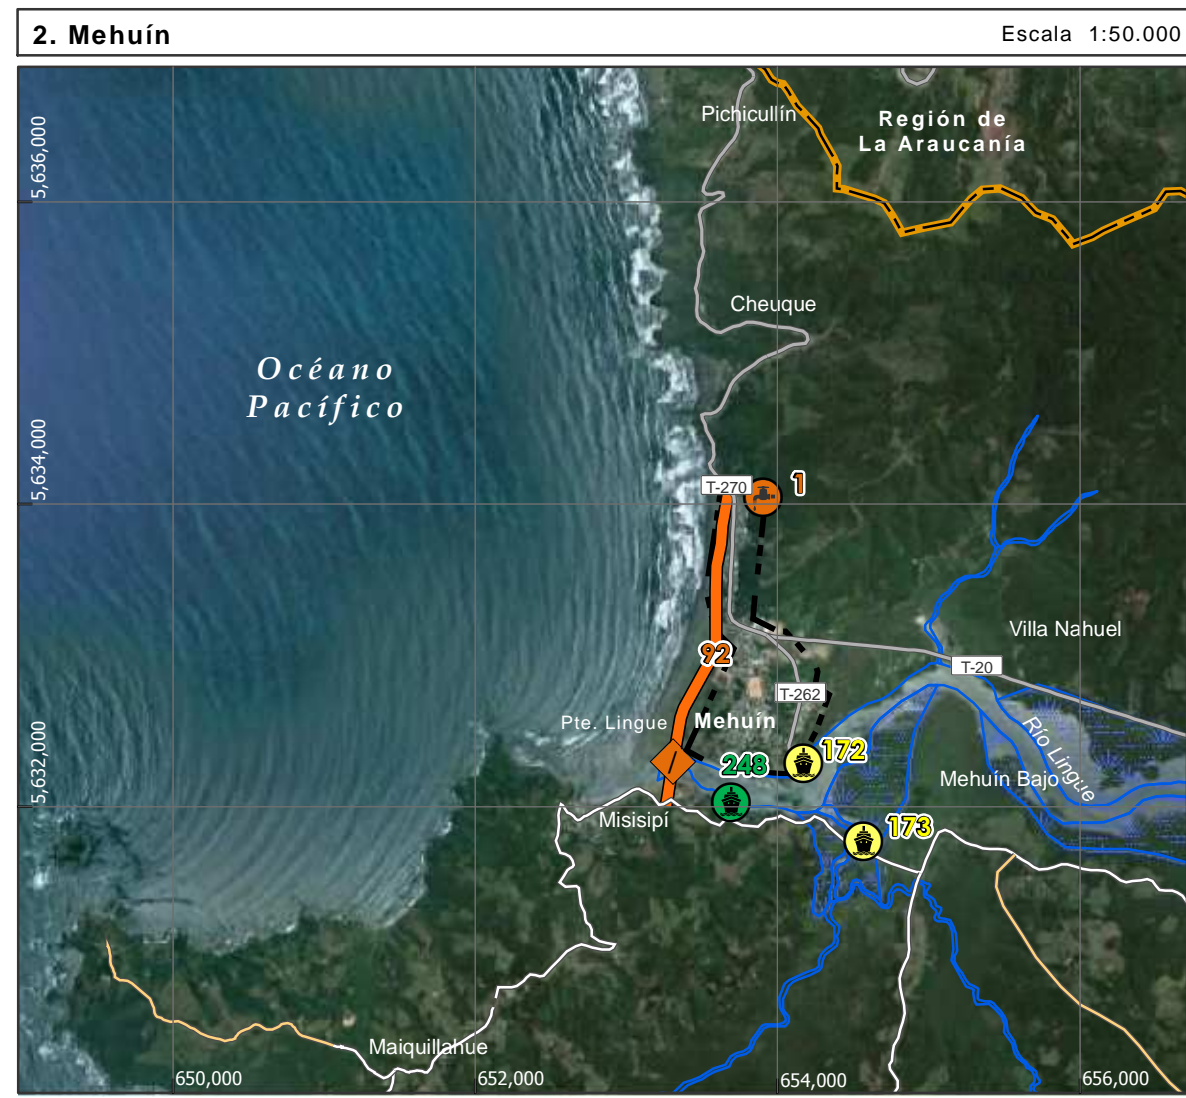 2. Mehuín
Escala 1:50.000
Pichicullín
Región de
La Araucanía
5,636,000
Cheuque
Océano
Pacífico
5,634,000
T-270
1
Villa Nahuel
92
T-20
T-262
Pte. Lingue
Mehuín
Río Lingue
172
248
Mehuín Bajo
5,632,000
Misisipí
173
Maiquillahue
650,000
652,000
654,000
656,000